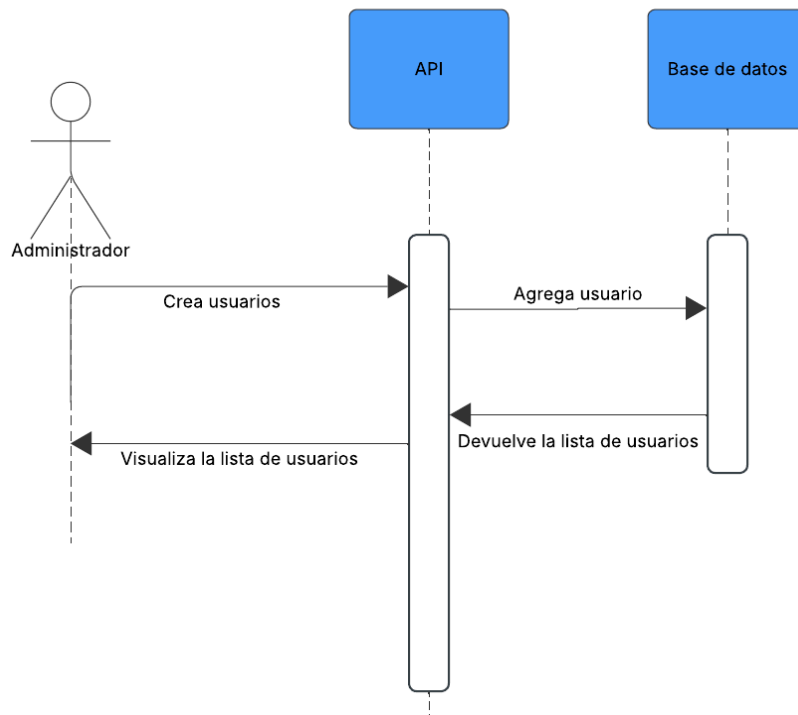 API
Base de datos
Administrador
Crea usuarios
Agrega usuario
Devuelve la lista de usuarios
Visualiza la lista de usuarios